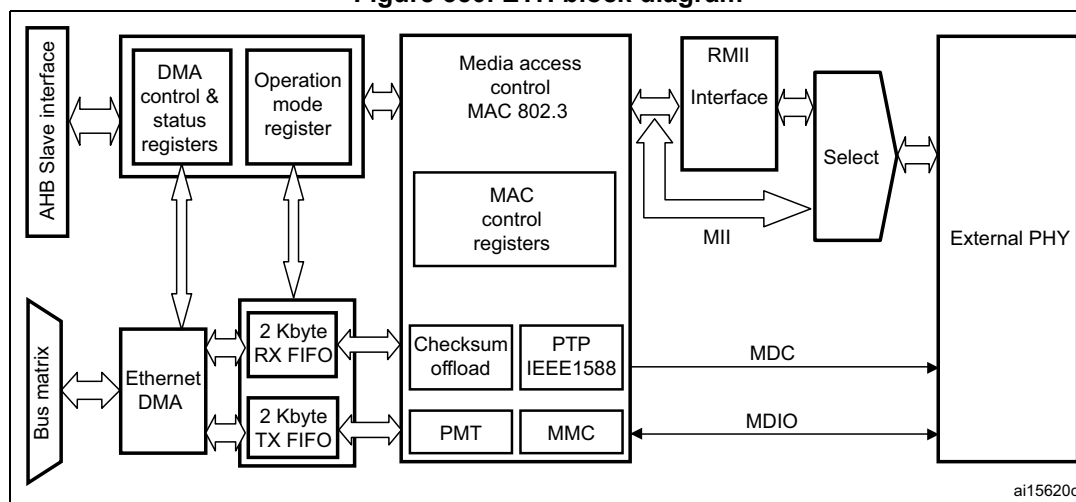 Figure ETH block diagram
AHB Slave interface
DMA
control &
status
registers
Operation
mode
register
Media access
control
MAC 802.3
MAC
control
registers
RMII
Interface
Select
MII
External PHY
Bus matrix
Ethernet
DMA
2 Kbyte
RX FIFO
2 Kbyte
TX FIFO
Checksum
offload
PTP
IEEE1588
PMT
MMC
MDC
MDIO
ai15620c